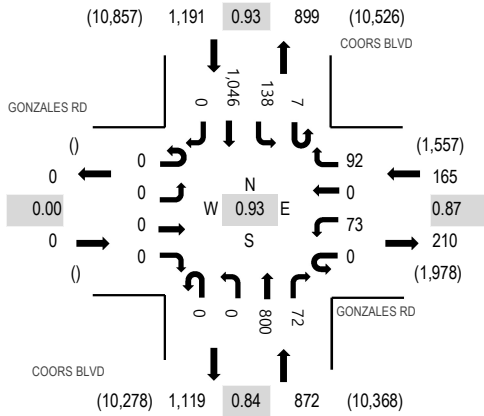 (10,857) 1,191 0.93 899 (10,526)
COORS BLVD
GONZALES RD
0 1,046 138 7
() (1,557)
0 0 92 165
0 0
0.00 N 0.87
W 0.93 E
S
0 73
0 0 0 210
() (1,978)
0 0 800 72
GONZALES RD
COORS BLVD
(10,278) 1,119 0.84 872 (10,368)